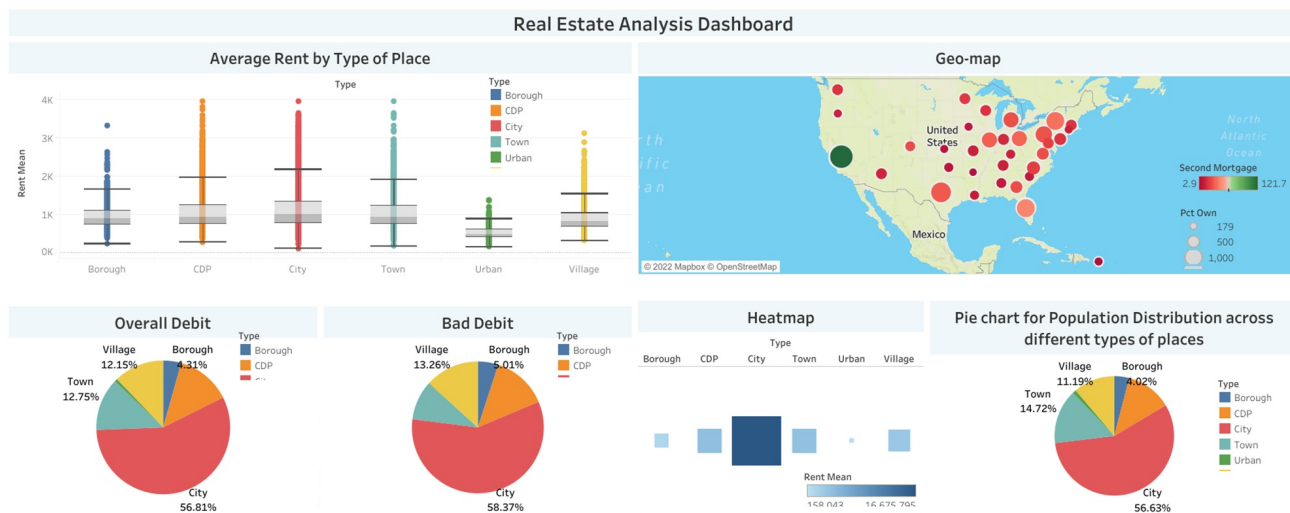 Real Estate Analysis Dashboard
Average Rent by Type of Place
Type
Type
Borough
CDP
City
Town
Urban
4K
3K
2K
1K
0K
Rent Mean
Borough CDP City Town Urban Village
Geo-map
United
States
Mexico
North
Atlantic
Ocean
Second Mortgage
2.9 121.7
Pct Own
179
500
1,000
© 2022 Mapbox © OpenStreetMap
Overall Debit
Type
Borough
CDP
Village
12.15%
Borough
4.31%
Town
12.75%
City
56.81%
Bad Debit
Type
Borough
CDP
Village
13.26%
Borough
5.01%
City
58.37%
Heatmap
Type
Borough CDP City Town Urban Village
Rent Mean
158,043 16,675,795
Pie chart for Population Distribution across
different types of places
Village
11.19%
Borough
4.02%
Town
14.72%
City
56.63%
Type
Borough
CDP
City
Town
Urban